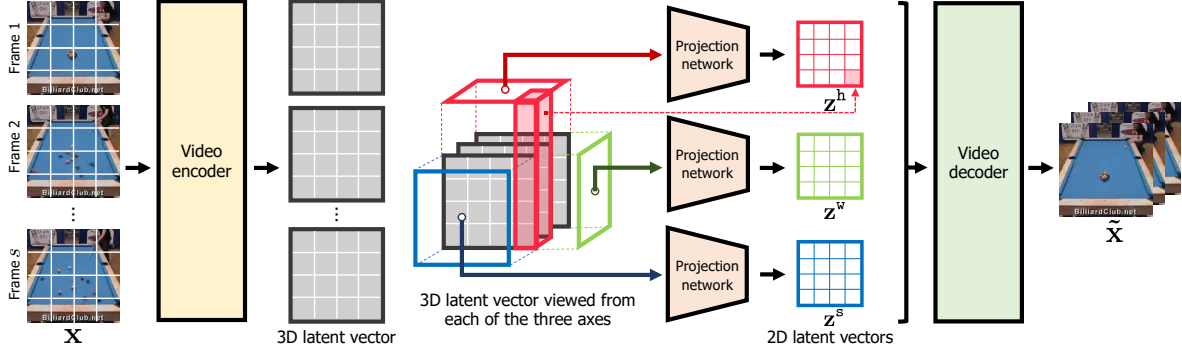 Frame 1
BilliardClub.net
Frame 2
BilliardClub.net
⋮
Frame s
BilliardClub.net
x
Video
encoder
⋮
3D latent vector
3D latent vector viewed from
each of the three axes
Projection
network
z^h
Projection
network
z^w
Projection
network
z^s
2D latent vectors
Video
decoder
BilliardClub.net
x̃